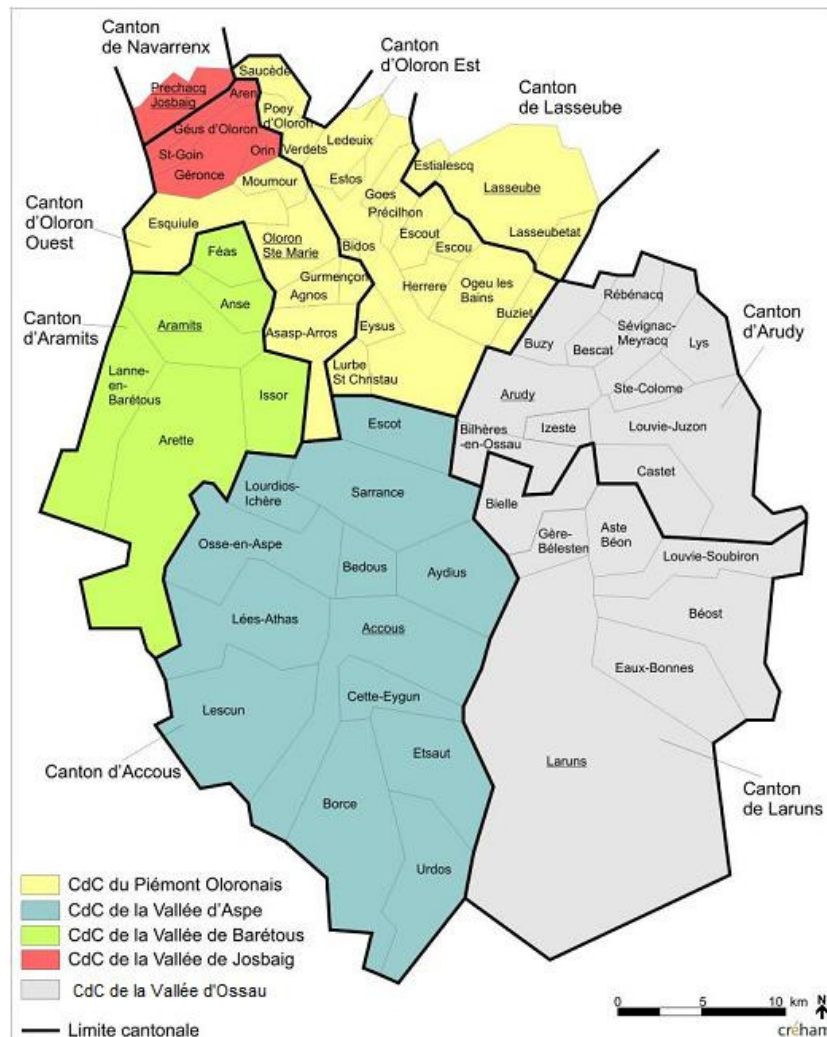 Canton
de Navarrenx
Canton
d'Oloron Est
Canton
de Lasseube
Saucède
Prechacq
Josbaig
Aren
Poey
d'Oloron
Géus d'Oloron
Ledeuix
St-Goin
Orin
Verdets
Estialescq
Géronce
Moumour
Estos
Lasseube
Goes
Précilhon
Canton
d'Oloron
Ouest
Esquiule
Oloron
Ste Marie
Escout
Lasseubetat
Féas
Bidos
Escou
Gurmençon
Herrere
Ogeu les
Bains
Rébénacq
Anse
Agnos
Canton
d'Aramits
Aramits
Asasp-Arros
Eysus
Buziet
Sévignac-
Meyracq
Lys
Canton
d'Arudy
Buzy
Bescat
Lanne-
en-
Barétous
Issor
Lurbe
St Christau
Arudy
Ste-Colome
Arette
Escot
Bilhères
-en-Ossau
Izeste
Louvie-Juzon
Lourdios-
Ichère
Sarrance
Castet
Bielle
Osse-en-Aspe
Gère-
Bélesten
Aste
Béon
Bedous
Aydius
Louvie-Soubiron
Lées-Athas
Accous
Béost
Eaux-Bonnes
Lescun
Cette-Eygun
Canton d'Accous
Etsaut
Laruns
Borce
Canton
de Laruns
Urdos
CdC du Piémont Oloronais
CdC de la Vallée d'Aspe
CdC de la Vallée de Barétous
CdC de la Vallée de Josbaig
CdC de la Vallée d'Ossau
Limite cantonale
0 5 10 km
N
créham